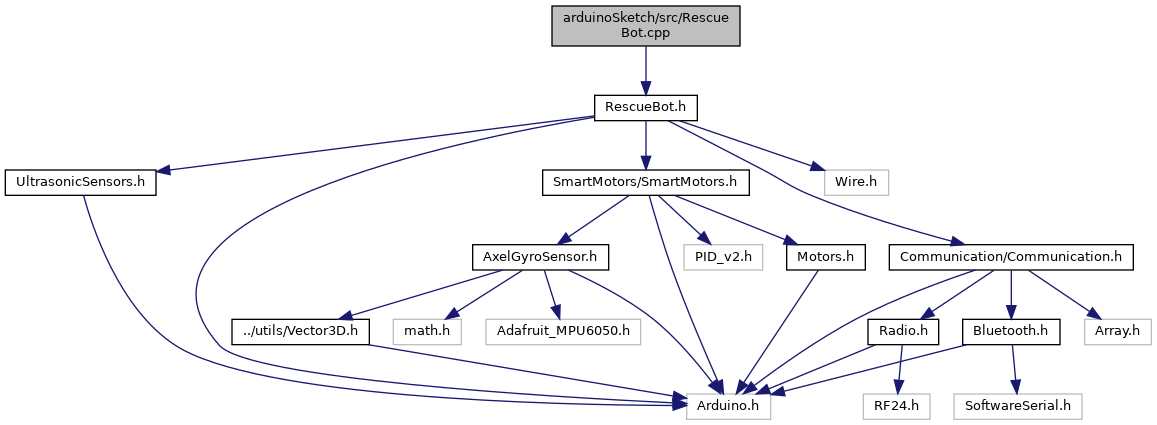 arduinoSketch/src/Rescue
Bot.cpp
RescueBot.h
UltrasonicSensors.h
SmartMotors/SmartMotors.h
Wire.h
AxelGyroSensor.h
PID_v2.h
Motors.h
Communication/Communication.h
../utils/Vector3D.h
math.h
Adafruit_MPU6050.h
Radio.h
Bluetooth.h
Array.h
Arduino.h
RF24.h
SoftwareSerial.h